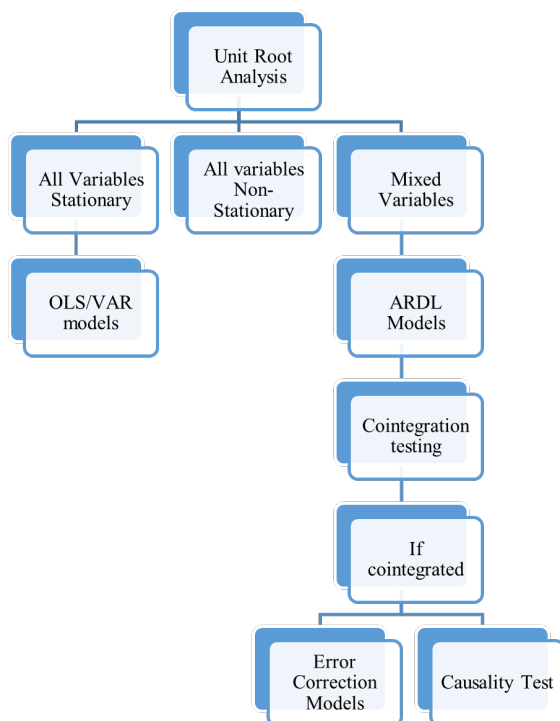 Unit Root
Analysis
All Variables
Stationary
All variables
Non-
Stationary
Mixed
Variables
OLS/VAR
models
ARDL
Models
Cointegration
testing
If
cointegrated
Error
Correction
Models
Causality Test